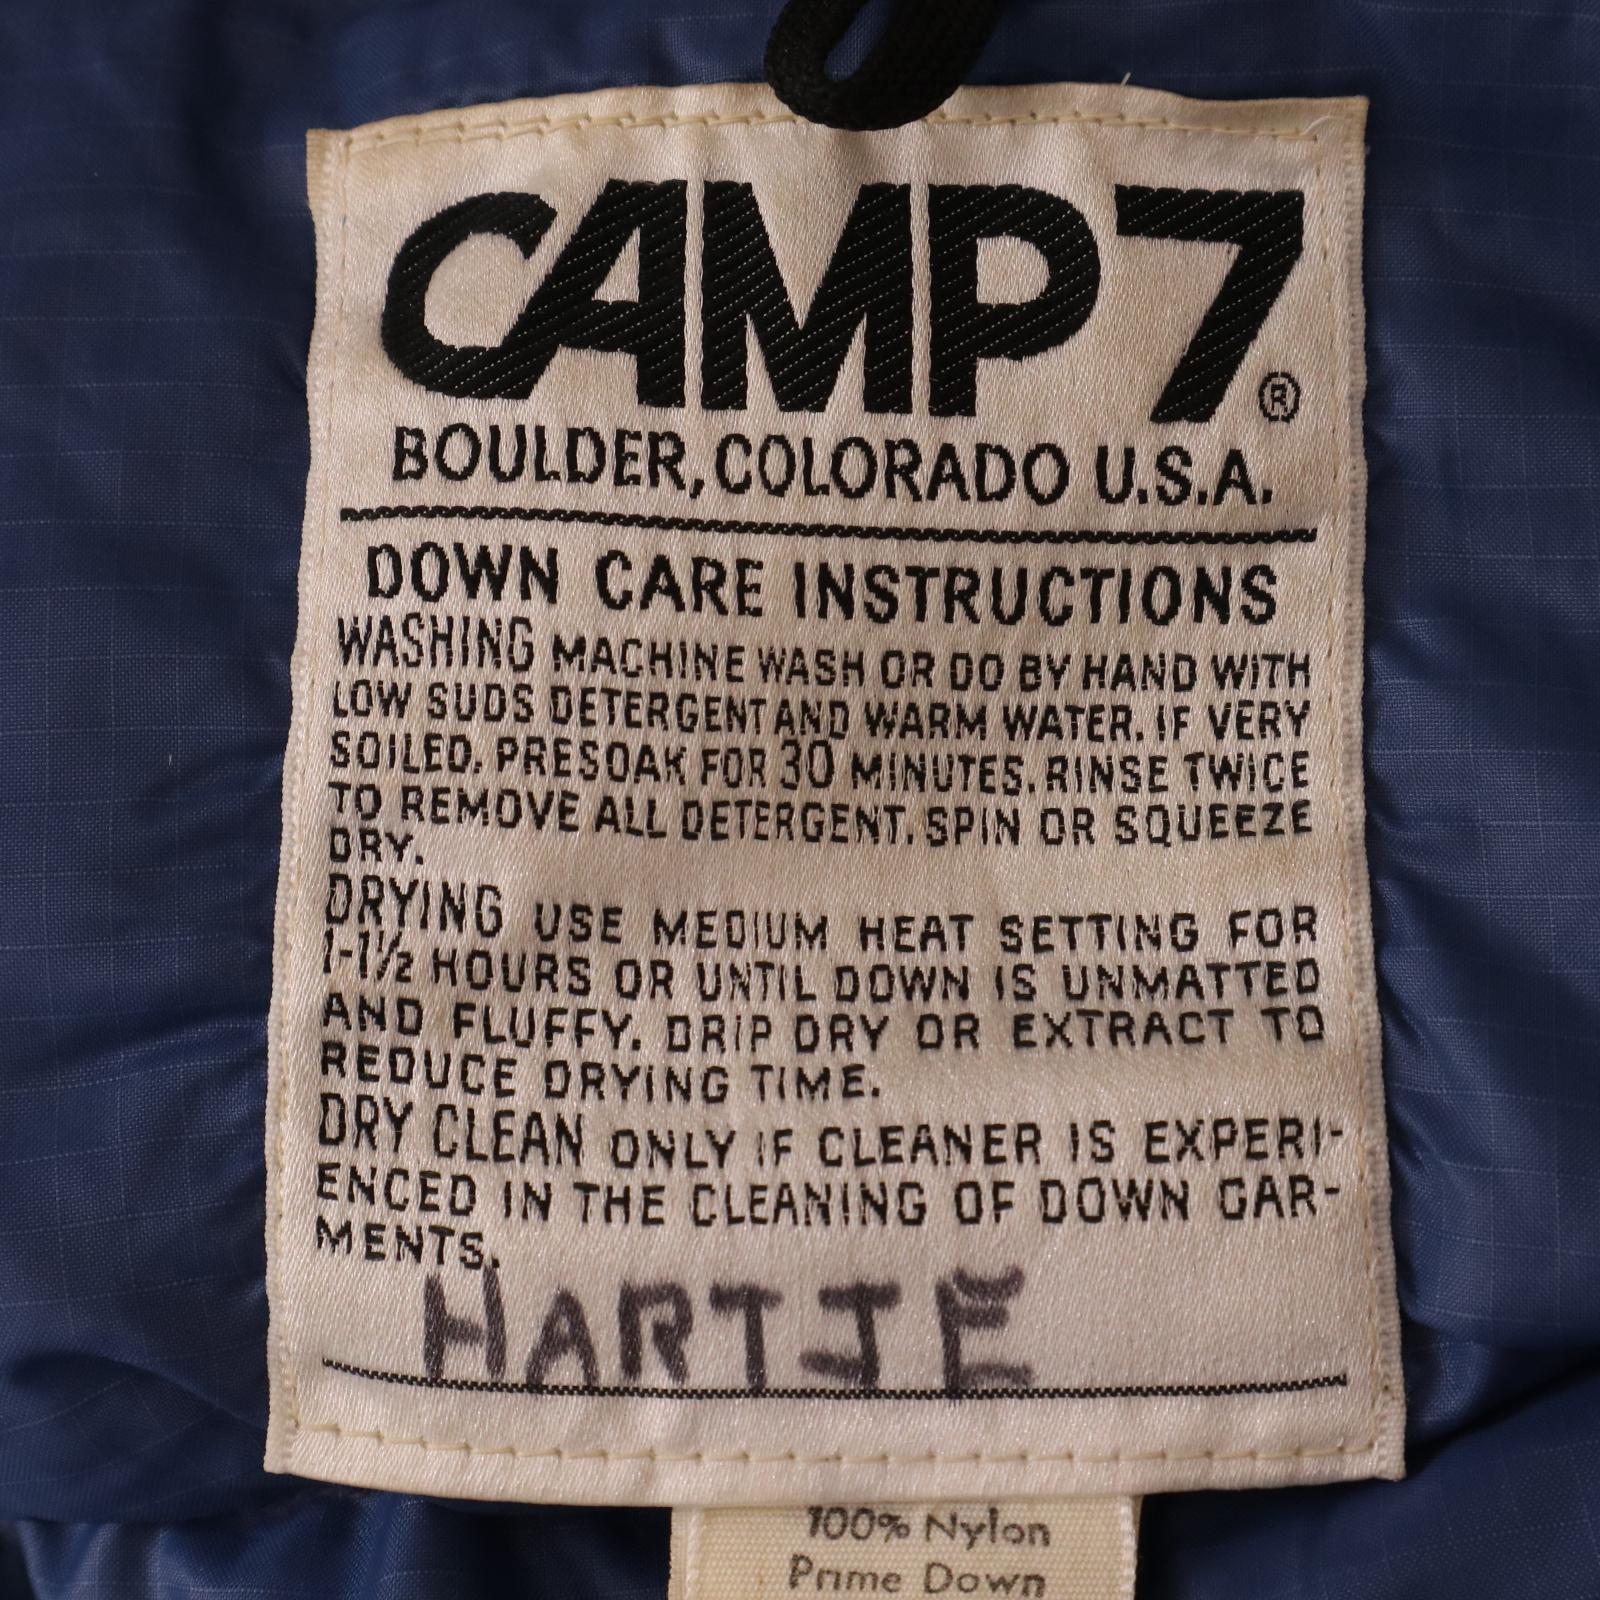 CAMP 7®
BOULDER, COLORADO U.S.A.
DOWN CARE INSTRUCTIONS
WASHING MACHINE WASH OR DO BY HAND WITH
LOW SUDS DETERGENT AND WARM WATER. IF VERY
SOILED, PRESOAK FOR 30 MINUTES. RINSE TWICE
TO REMOVE ALL DETERGENT. SPIN OR SQUEEZE
DRY.
DRYING USE MEDIUM HEAT SETTING FOR
1-1½ HOURS OR UNTIL DOWN IS UNMATTED
AND FLUFFY. DRIP DRY OR EXTRACT TO
REDUCE DRYING TIME.
DRY CLEAN ONLY IF CLEANER IS EXPERI-
ENCED IN THE CLEANING OF DOWN GAR-
MENTS.
HARTJE
100% Nylon
Prime Down